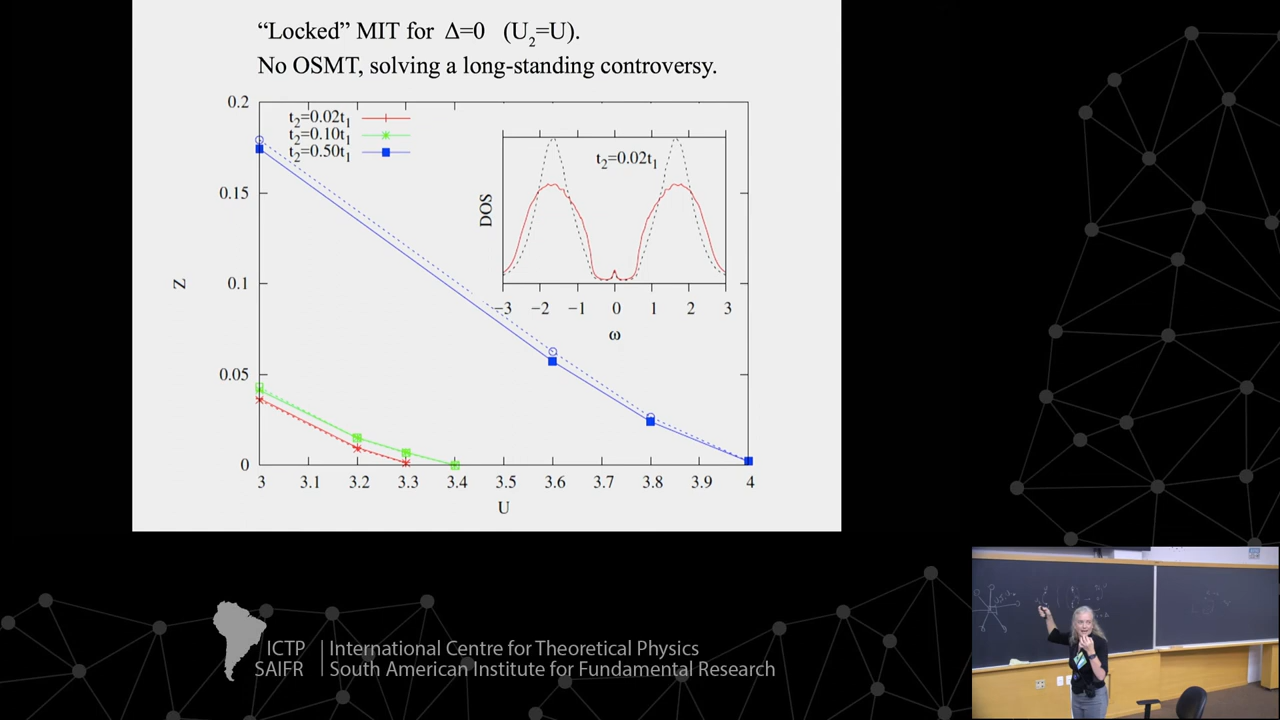 “Locked” MIT for Δ=0 (U₂=U).
No OSMT, solving a long-standing controversy.
0.2
0.15
0.1
0.05
0
Z
t₂=0.02t₁
t₂=0.10t₁
t₂=0.50t₁
t₂=0.02t₁
DOS
−3 −2 −1 0 1 2 3
ω
3 3.1 3.2 3.3 3.4 3.5 3.6 3.7 3.8 3.9 4
U
ICTP
SAIFR
International Centre for Theoretical Physics
South American Institute for Fundamental Research